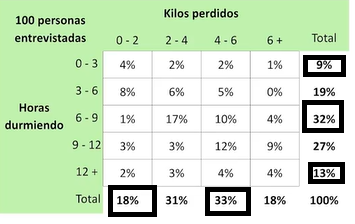 100 personas entrevistadas
Kilos perdidos
0 - 2 2 - 4 4 - 6 6 + Total
Horas durmiendo
0 - 3 4% 2% 2% 1% 9%
3 - 6 8% 6% 5% 0% 19%
6 - 9 1% 17% 10% 4% 32%
9 - 12 3% 3% 12% 9% 27%
12 + 2% 3% 4% 4% 13%
Total 18% 31% 33% 18% 100%